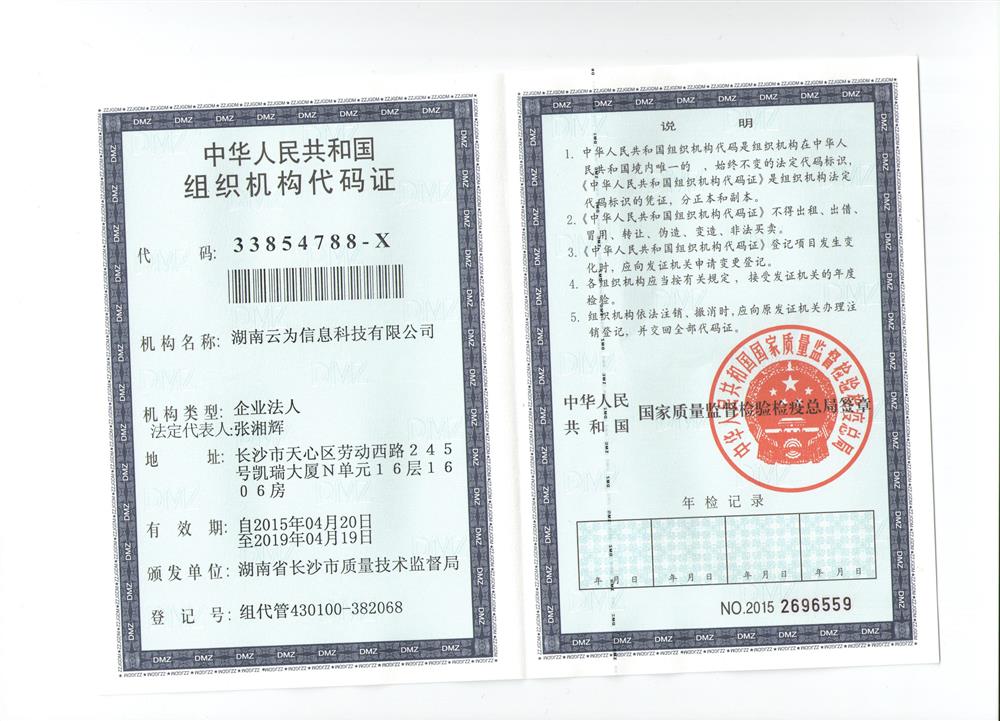 中华人民共和国
组织机构代码证
代 码: 33854788-X
机构名称: 湖南云为信息科技有限公司
机构类型: 企业法人
法定代表人:张湘辉
地 址: 长沙市天心区劳动西路245
号凯瑞大厦N单元16层16
06房
有 效 期: 自2015年04月20日
至2019年04月19日
颁发单位: 湖南省长沙市质量技术监督局
登 记 号: 组代管430100-382068
说 明
1. 中华人民共和国组织机构代码是组织机构在中华人
民共和国境内唯一的 ，始终不变的法定代码标识，
《中华人民共和国组织机构代码证》是组织机构法定
代码标识的凭证，分正本和副本。
2.《中华人民共和国组织机构代码证》不得出租、出借、
冒用、转让、伪造、变造、非法买卖。
3.《中华人民共和国组织机构代码证》登记项目发生变
化时，应向发证机关申请变更登记。
4. 各组织机构应当按有关规定，接受发证机关的年度
检验。
5. 组织机构依法注销、撤消时，应向原发证机关办理注
销登记，并交回全部代码证。
中华人民
共和国 国家质量监督检验检疫总局签章
中华人民共和国国家质量监督检验检疫总局
年检记录
年 月 日 年 月 日 年 月 日 年 月 日
NO.2015 2696559